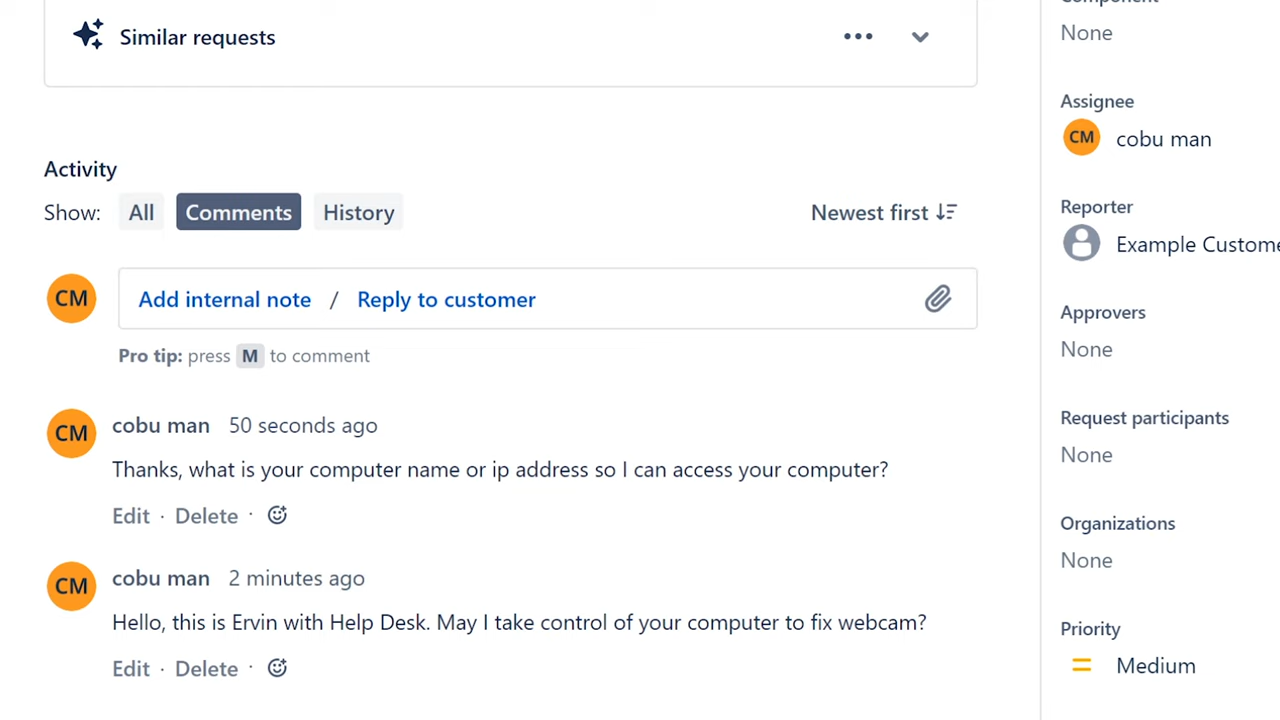 Similar requests
Activity
Show: All Comments History Newest first
CM Add internal note / Reply to customer
Pro tip: press M to comment
CM cobu man 50 seconds ago
Thanks, what is your computer name or ip address so I can access your computer?
Edit · Delete ·
CM cobu man 2 minutes ago
Hello, this is Ervin with Help Desk. May I take control of your computer to fix webcam?
Edit · Delete ·
Component
None
Assignee
CM cobu man
Reporter
Example Custome
Approvers
None
Request participants
None
Organizations
None
Priority
Medium